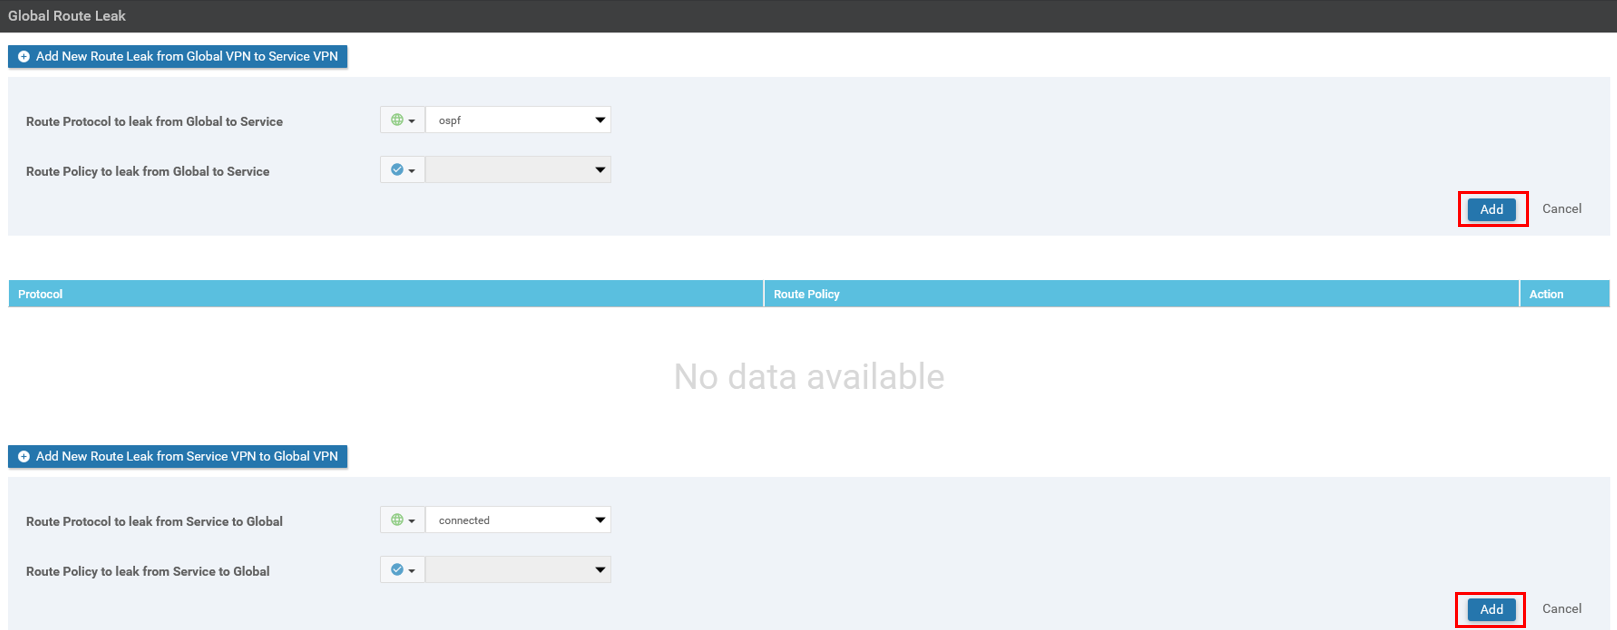 Global Route Leak
Add New Route Leak from Global VPN to Service VPN
Route Protocol to leak from Global to Service
ospf
Route Policy to leak from Global to Service
Add
Cancel
Protocol
Route Policy
Action
No data available
Add New Route Leak from Service VPN to Global VPN
Route Protocol to leak from Service to Global
connected
Route Policy to leak from Service to Global
Add
Cancel